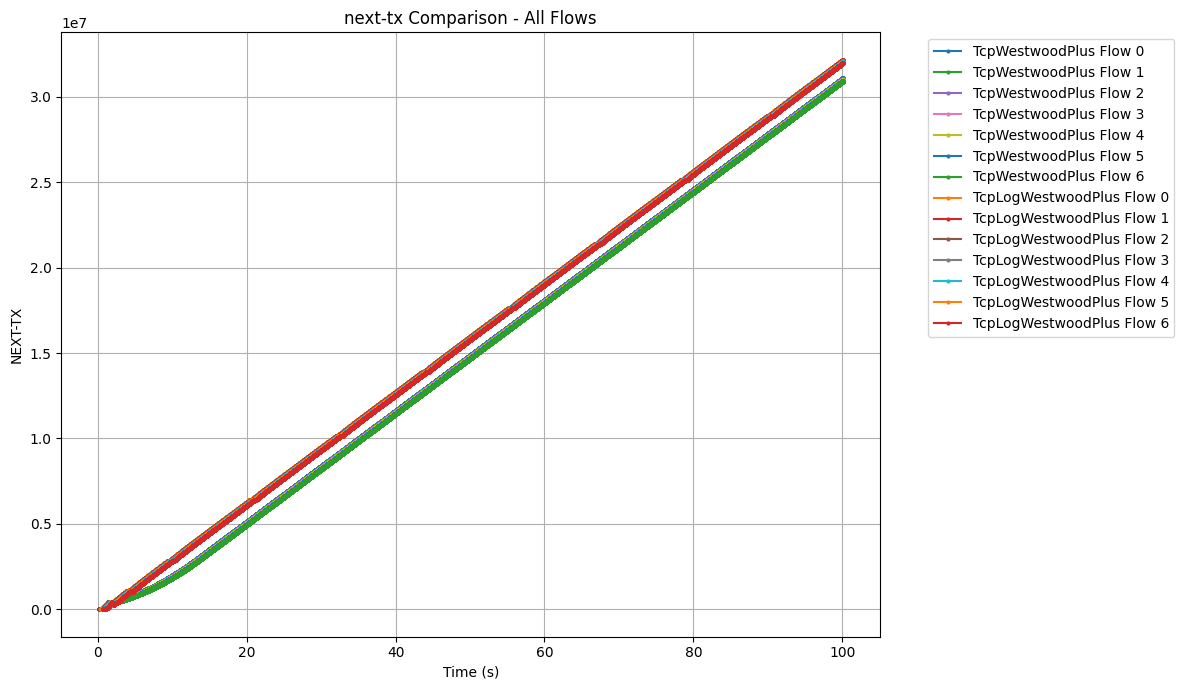 next-tx Comparison - All Flows
1e7
3.0
2.5
2.0
1.5
1.0
0.5
0.0
NEXT-TX
0 20 40 60 80 100
Time (s)
TcpWestwoodPlus Flow 0
TcpWestwoodPlus Flow 1
TcpWestwoodPlus Flow 2
TcpWestwoodPlus Flow 3
TcpWestwoodPlus Flow 4
TcpWestwoodPlus Flow 5
TcpWestwoodPlus Flow 6
TcpLogWestwoodPlus Flow 0
TcpLogWestwoodPlus Flow 1
TcpLogWestwoodPlus Flow 2
TcpLogWestwoodPlus Flow 3
TcpLogWestwoodPlus Flow 4
TcpLogWestwoodPlus Flow 5
TcpLogWestwoodPlus Flow 6